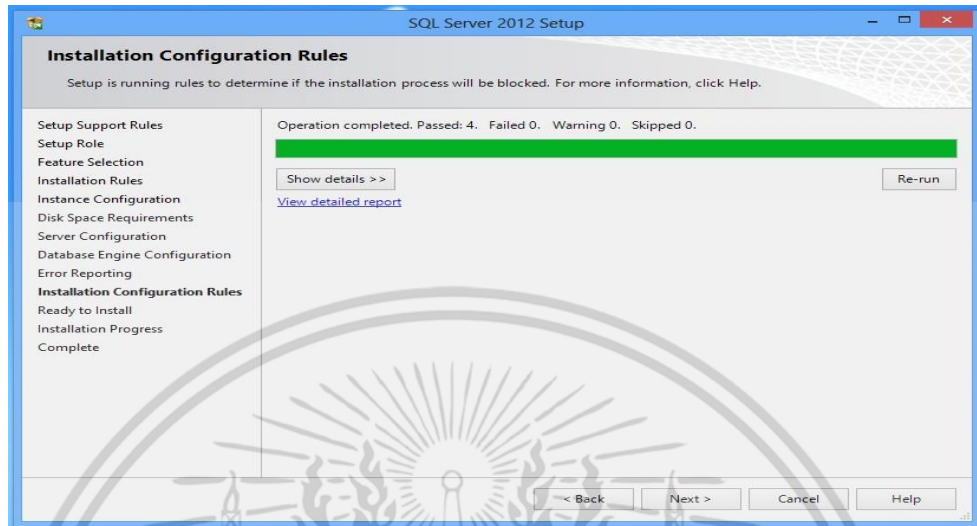 SQL Server 2012 Setup
Installation Configuration Rules
Setup is running rules to determine if the installation process will be blocked. For more information, click Help.
Setup Support Rules
Setup Role
Feature Selection
Installation Rules
Instance Configuration
Disk Space Requirements
Server Configuration
Database Engine Configuration
Error Reporting
Installation Configuration Rules
Ready to Install
Installation Progress
Complete
Operation completed. Passed: 4. Failed 0. Warning 0. Skipped 0.
Show details >>
Re-run
View detailed report
< Back
Next >
Cancel
Help